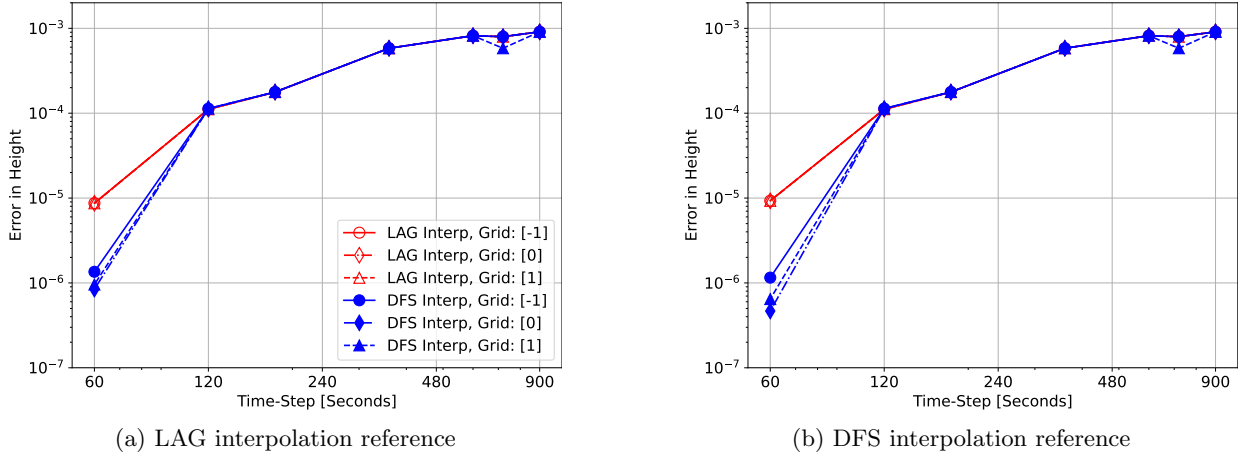 10⁻³
10⁻⁴
10⁻⁵
10⁻⁶
10⁻⁷
Error in Height
60 120 240 480 900
Time-Step [Seconds]
LAG Interp, Grid: [-1]
LAG Interp, Grid: [0]
LAG Interp, Grid: [1]
DFS Interp, Grid: [-1]
DFS Interp, Grid: [0]
DFS Interp, Grid: [1]
(a) LAG interpolation reference
10⁻³
10⁻⁴
10⁻⁵
10⁻⁶
10⁻⁷
Error in Height
60 120 240 480 900
Time-Step [Seconds]
(b) DFS interpolation reference